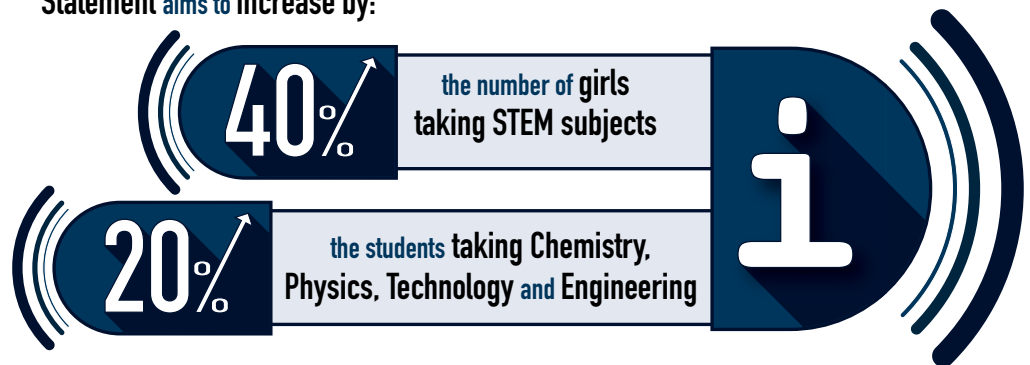 Statement aims to increase by:
40%
the number of girls
taking STEM subjects
20%
the students taking Chemistry,
Physics, Technology and Engineering
i